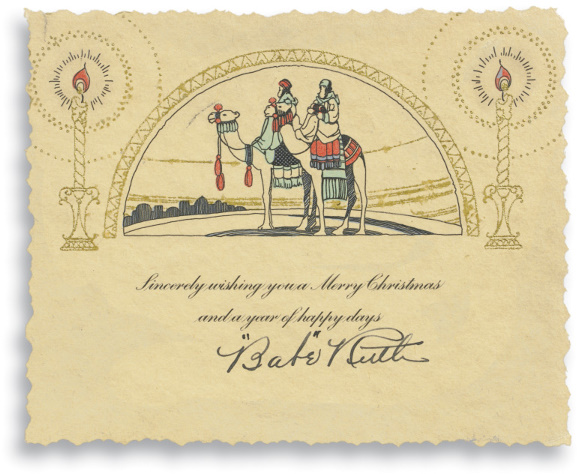 Sincerely wishing you a Merry Christmas
and a year of happy days
"Babe" Ruth